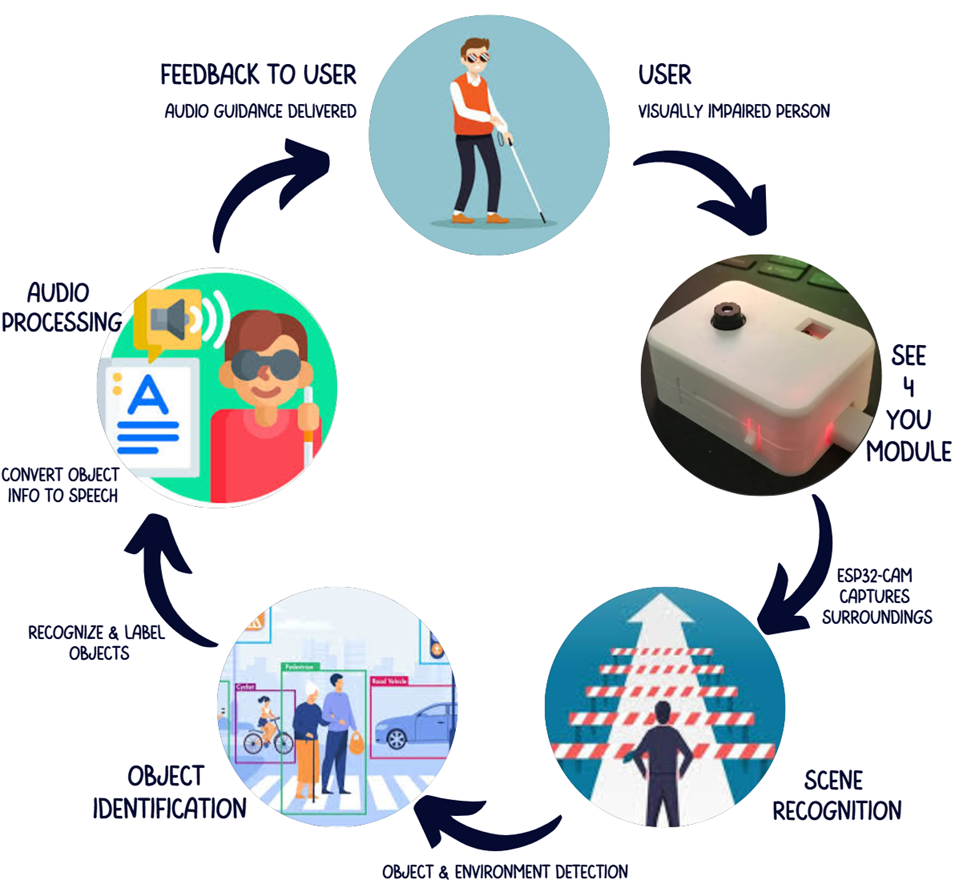 FEEDBACK TO USER
AUDIO GUIDANCE DELIVERED
USER
VISUALLY IMPAIRED PERSON
SEE
4
YOU
MODULE
ESP32-CAM
CAPTURES
SURROUNDINGS
SCENE
RECOGNITION
OBJECT & ENVIRONMENT DETECTION
OBJECT
IDENTIFICATION
Cyclist
Pedestrian
Road Vehicle
RECOGNIZE & LABEL
OBJECTS
AUDIO
PROCESSING
A
CONVERT OBJECT
INFO TO SPEECH